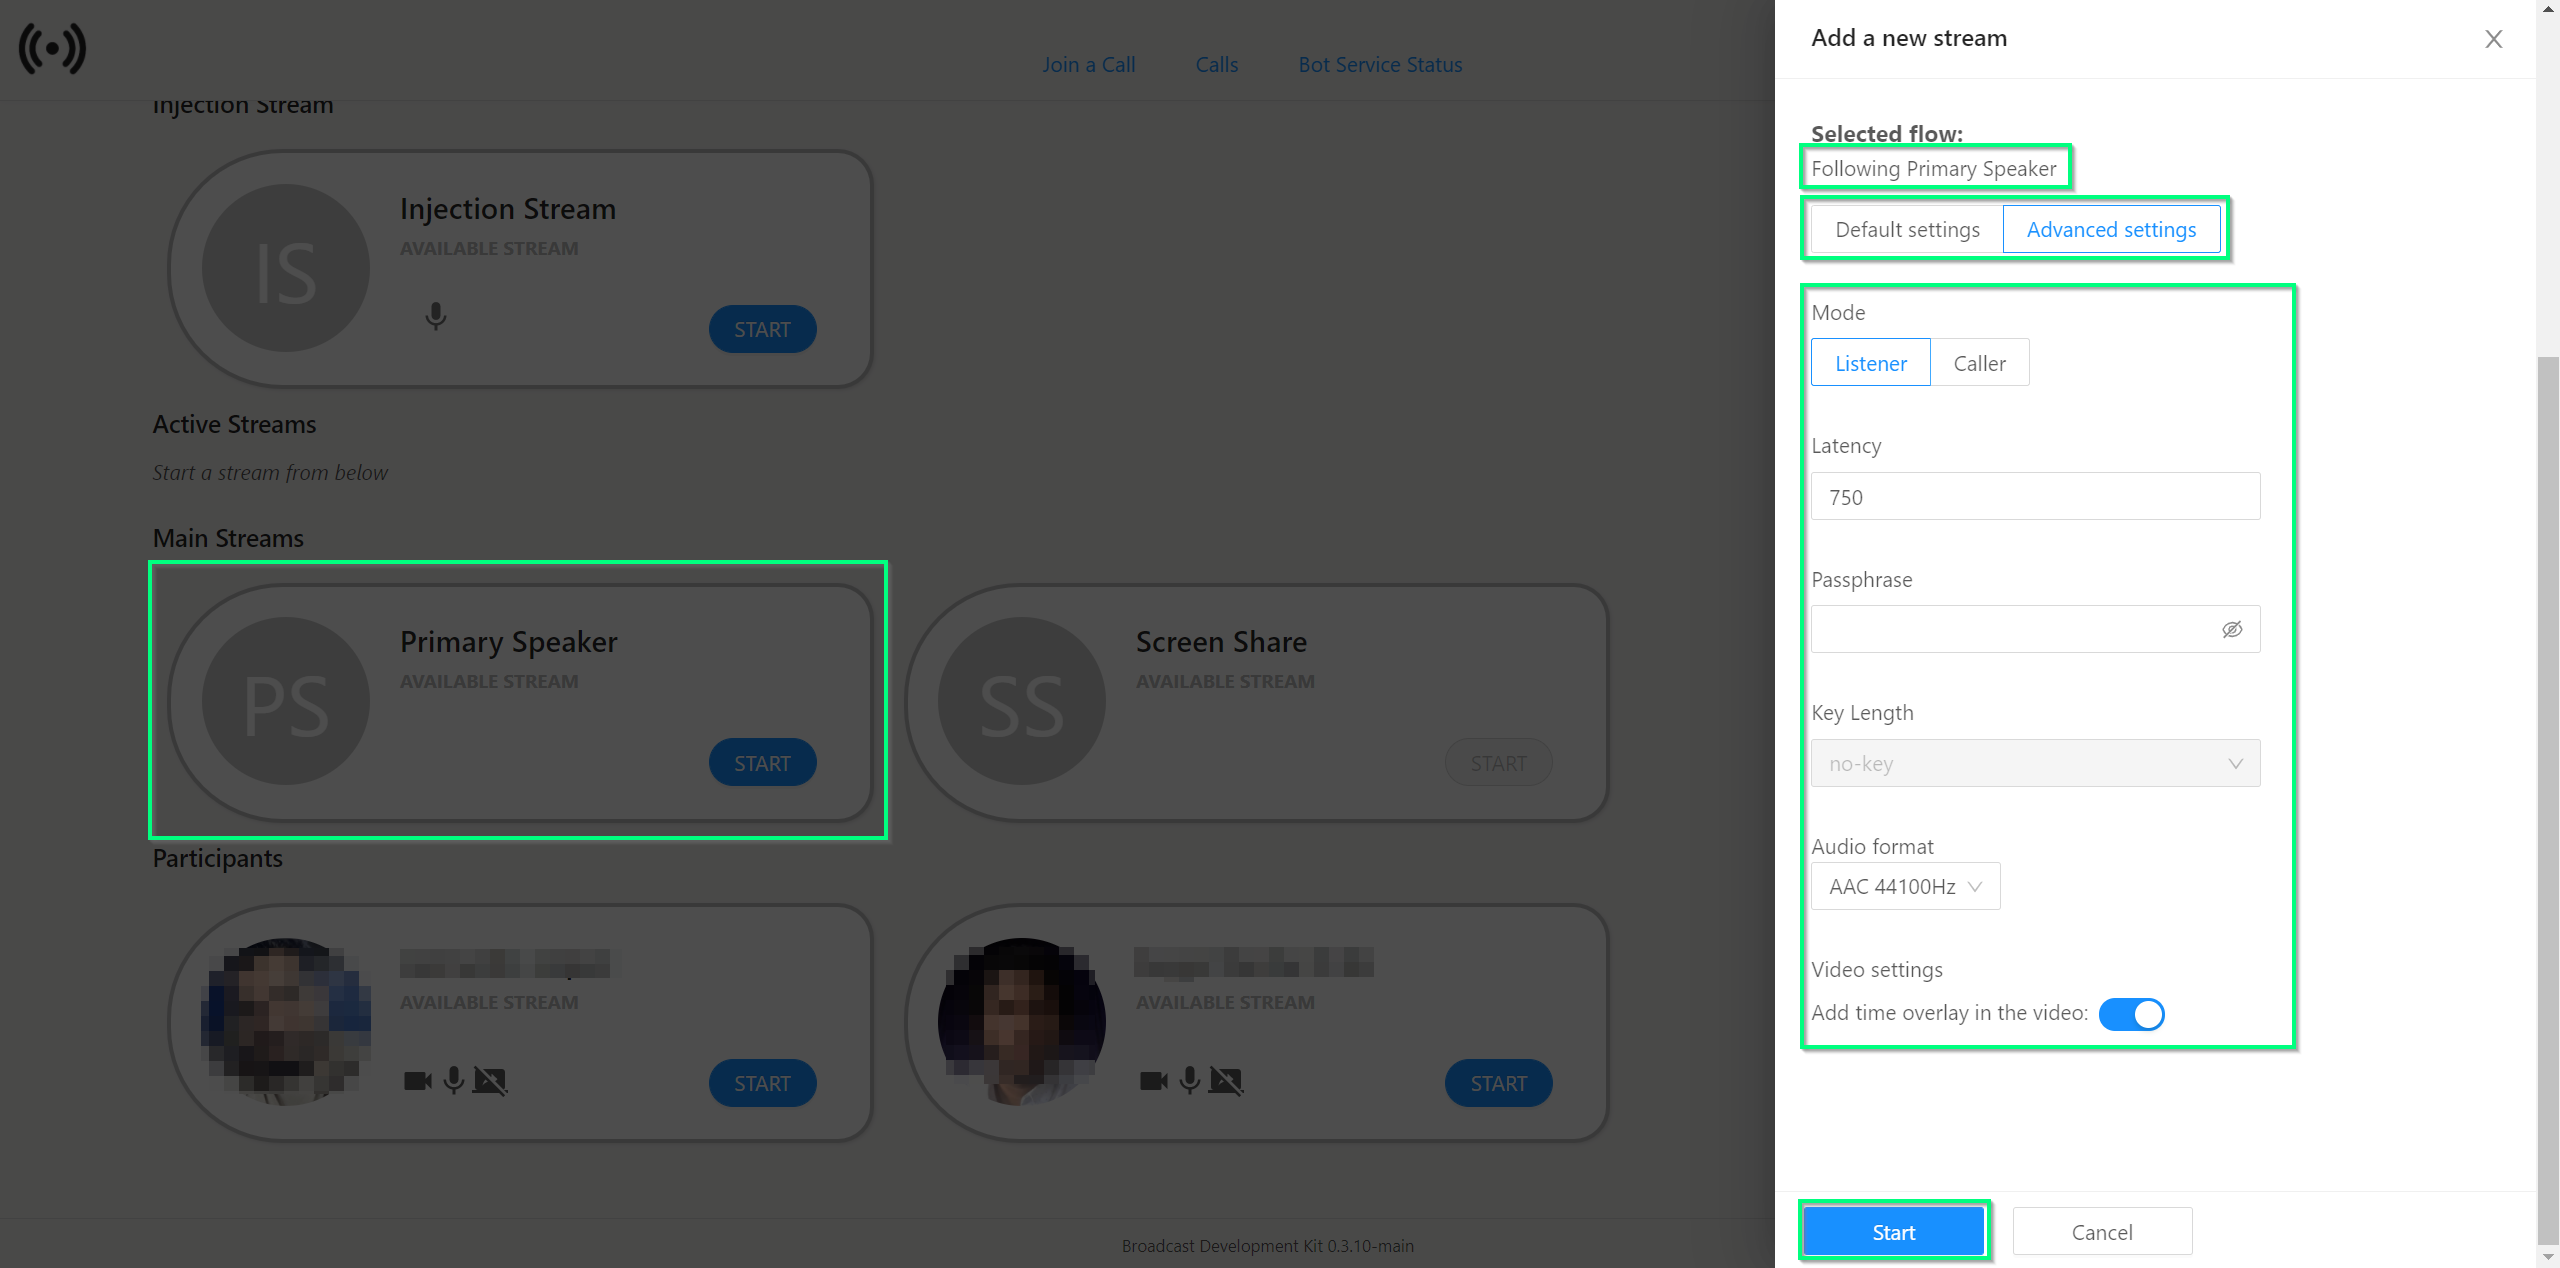 Join a Call
Calls
Bot Service Status
Injection Stream
IS
Injection Stream
AVAILABLE STREAM
START
Active Streams
Start a stream from below
Main Streams
PS
Primary Speaker
AVAILABLE STREAM
START
SS
Screen Share
AVAILABLE STREAM
START
Participants
AVAILABLE STREAM
START
AVAILABLE STREAM
START
Broadcast Development Kit 0.3.10-main
Add a new stream
Selected flow:
Following Primary Speaker
Default settings
Advanced settings
Mode
Listener
Caller
Latency
750
Passphrase
Key Length
no-key
Audio format
AAC 44100Hz
Video settings
Add time overlay in the video:
Start
Cancel